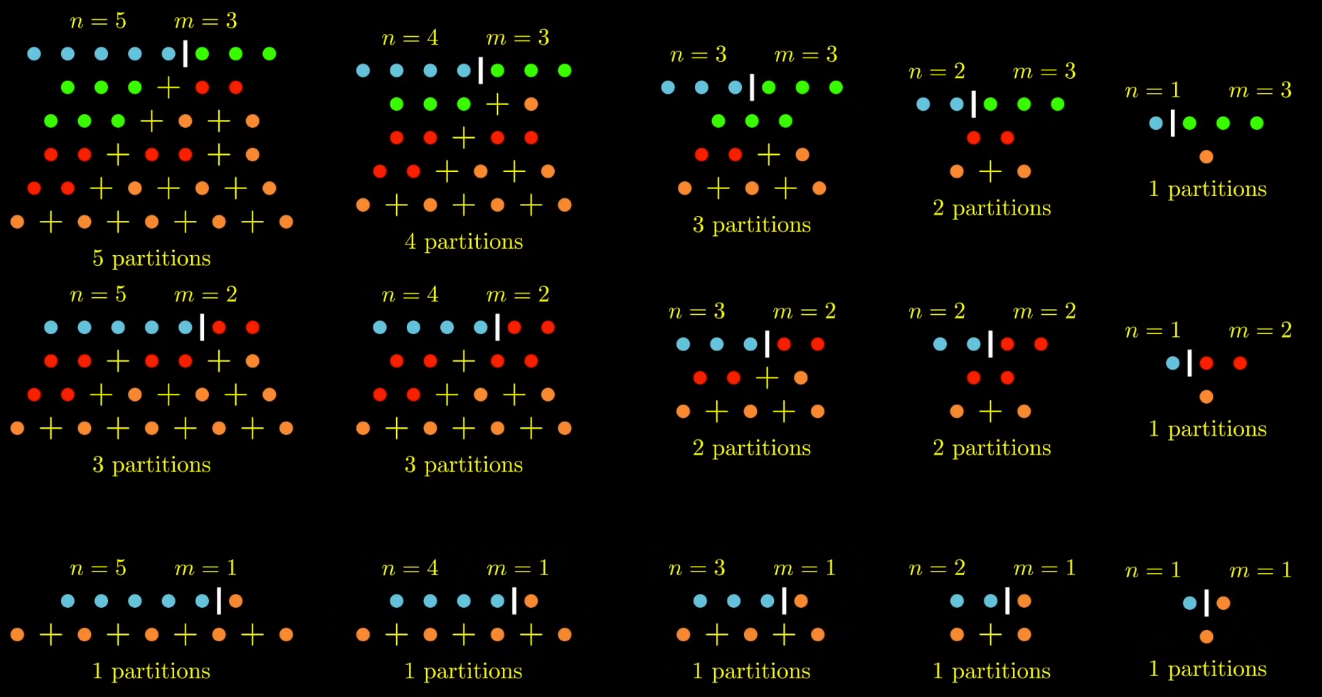 n = 5 m = 3
n = 4 m = 3
n = 3 m = 3
n = 2 m = 3
n = 1 m = 3
+
+ +
+ +
+ + +
+ + + +
5 partitions
+
+
+ +
+ + +
4 partitions
+
+ +
3 partitions
+
2 partitions
1 partitions
n = 5 m = 2
n = 4 m = 2
n = 3 m = 2
n = 2 m = 2
n = 1 m = 2
+ +
+ + +
+ + + +
3 partitions
+
+ +
+ + +
3 partitions
+
+ +
2 partitions
+
2 partitions
1 partitions
n = 5 m = 1
n = 4 m = 1
n = 3 m = 1
n = 2 m = 1
n = 1 m = 1
+ + + +
1 partitions
+ + +
1 partitions
+ +
1 partitions
+
1 partitions
1 partitions